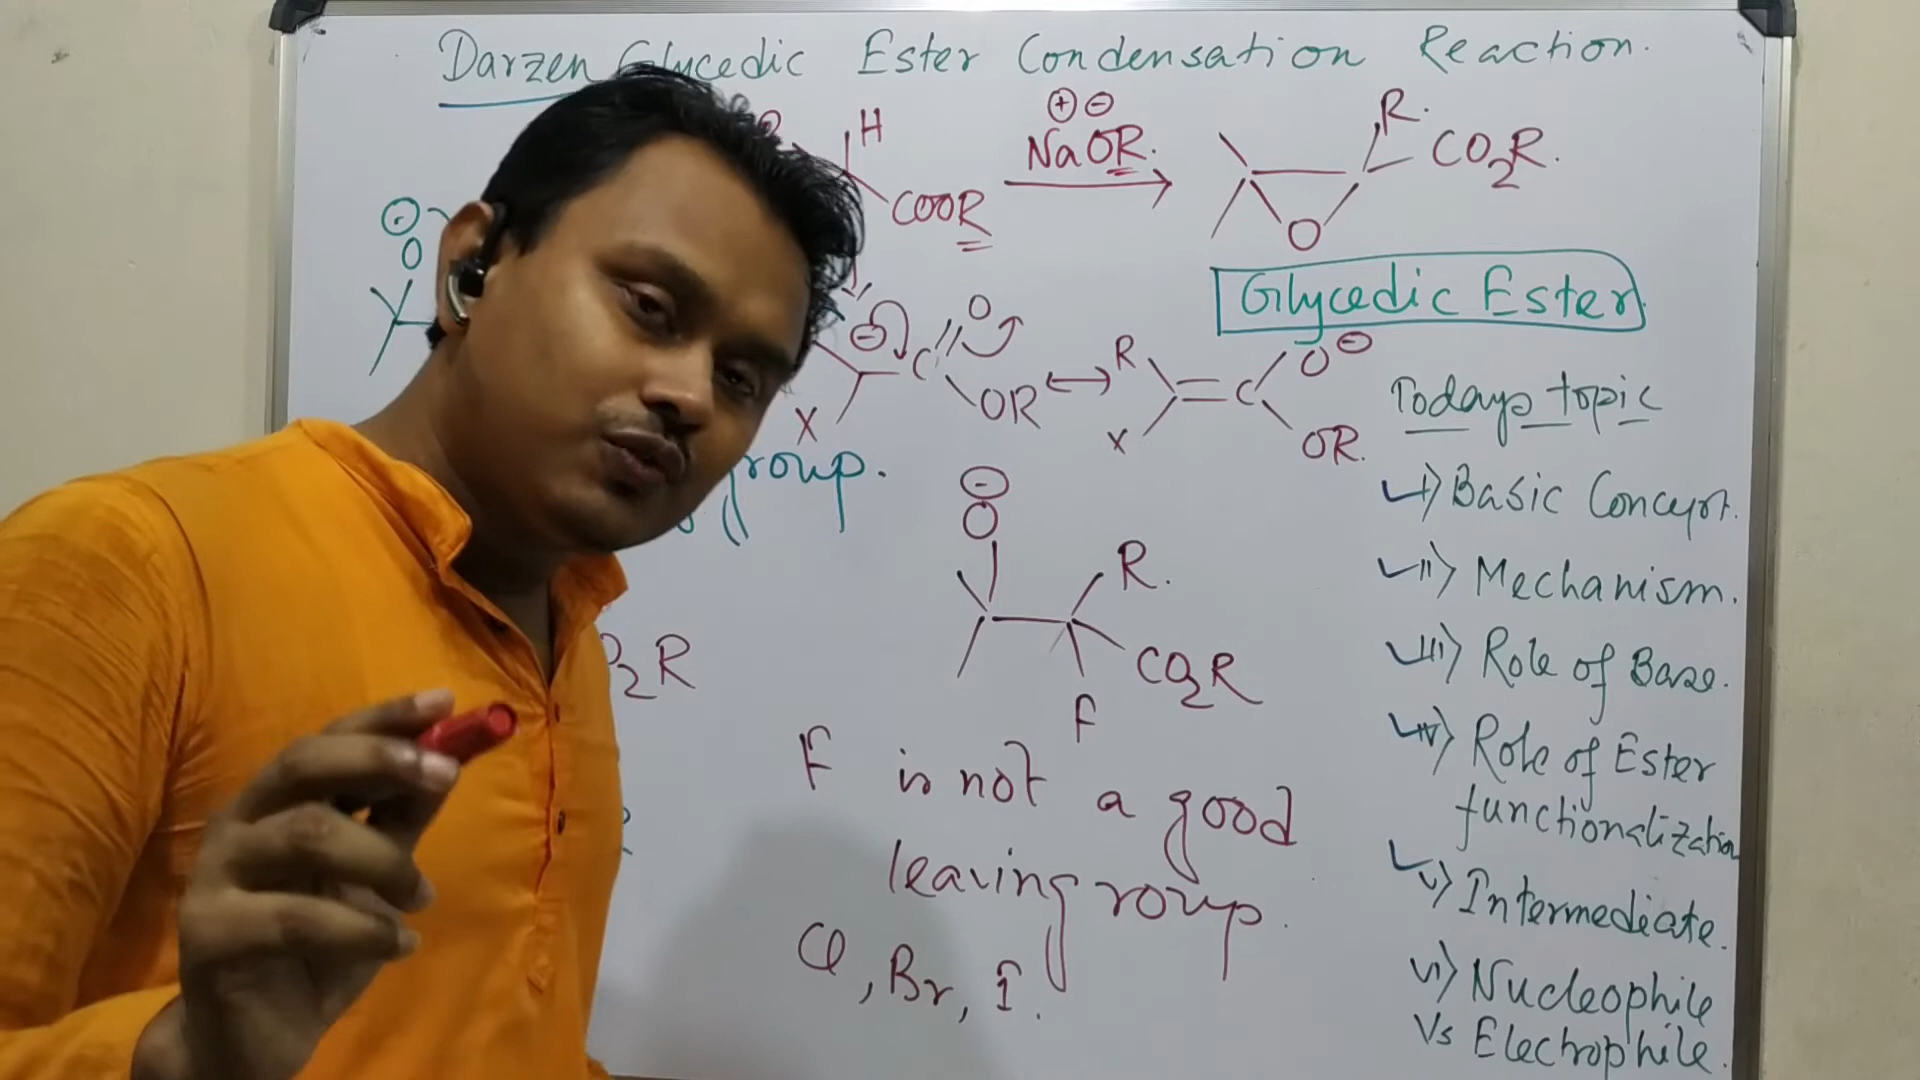 Darzen Glycedic Ester Condensation Reaction.
H
⊕ ⊖
NaOR.
COOR
R.
CO2R.
O
⊖
O
Glycedic Ester
⊖ C O
OR
X
R
X
C
O ⊖
OR.
Todays topic
group.
I) Basic Concept.
⊖
O
R.
CO2R
F
II) Mechanism.
2R
III) Role of Base.
F is not a good
leaving roup.
Cl, Br, I.
IV) Role of Ester
functionalization
V) Intermediate.
VI) Nucleophile
Vs Electrophile.